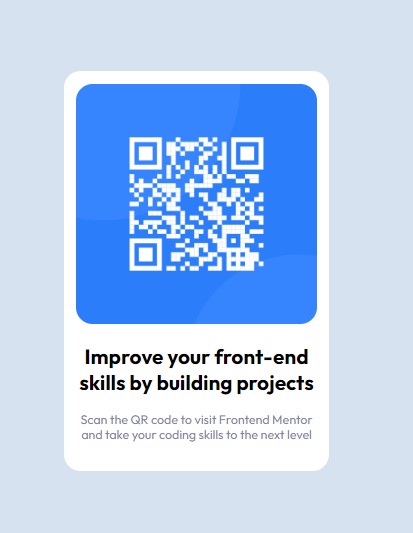 Improve your front-end
skills by building projects
Scan the QR code to visit Frontend Mentor
and take your coding skills to the next level